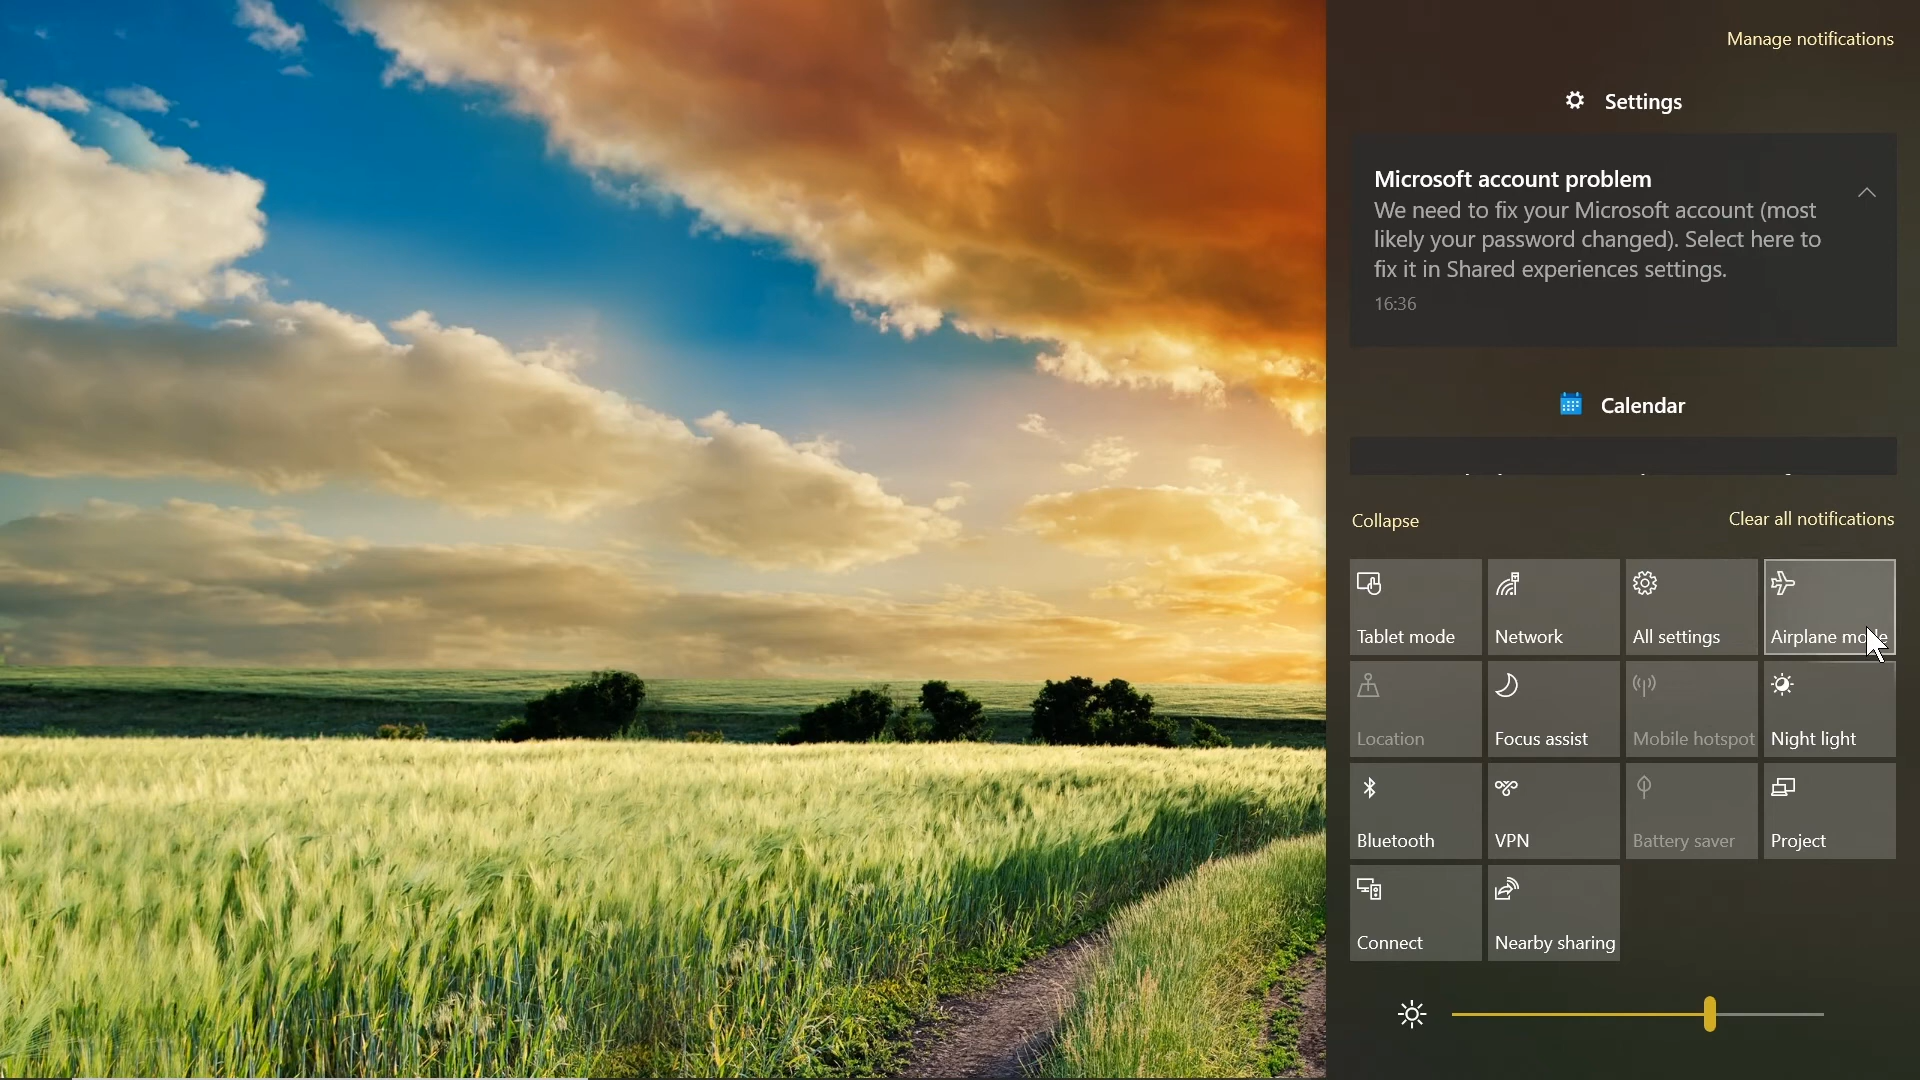 Manage notifications
Settings
Microsoft account problem
We need to fix your Microsoft account (most
likely your password changed). Select here to
fix it in Shared experiences settings.
16:36
Calendar
Collapse
Clear all notifications
Tablet mode
Network
All settings
Airplane mode
Location
Focus assist
Mobile hotspot
Night light
Bluetooth
VPN
Battery saver
Project
Connect
Nearby sharing